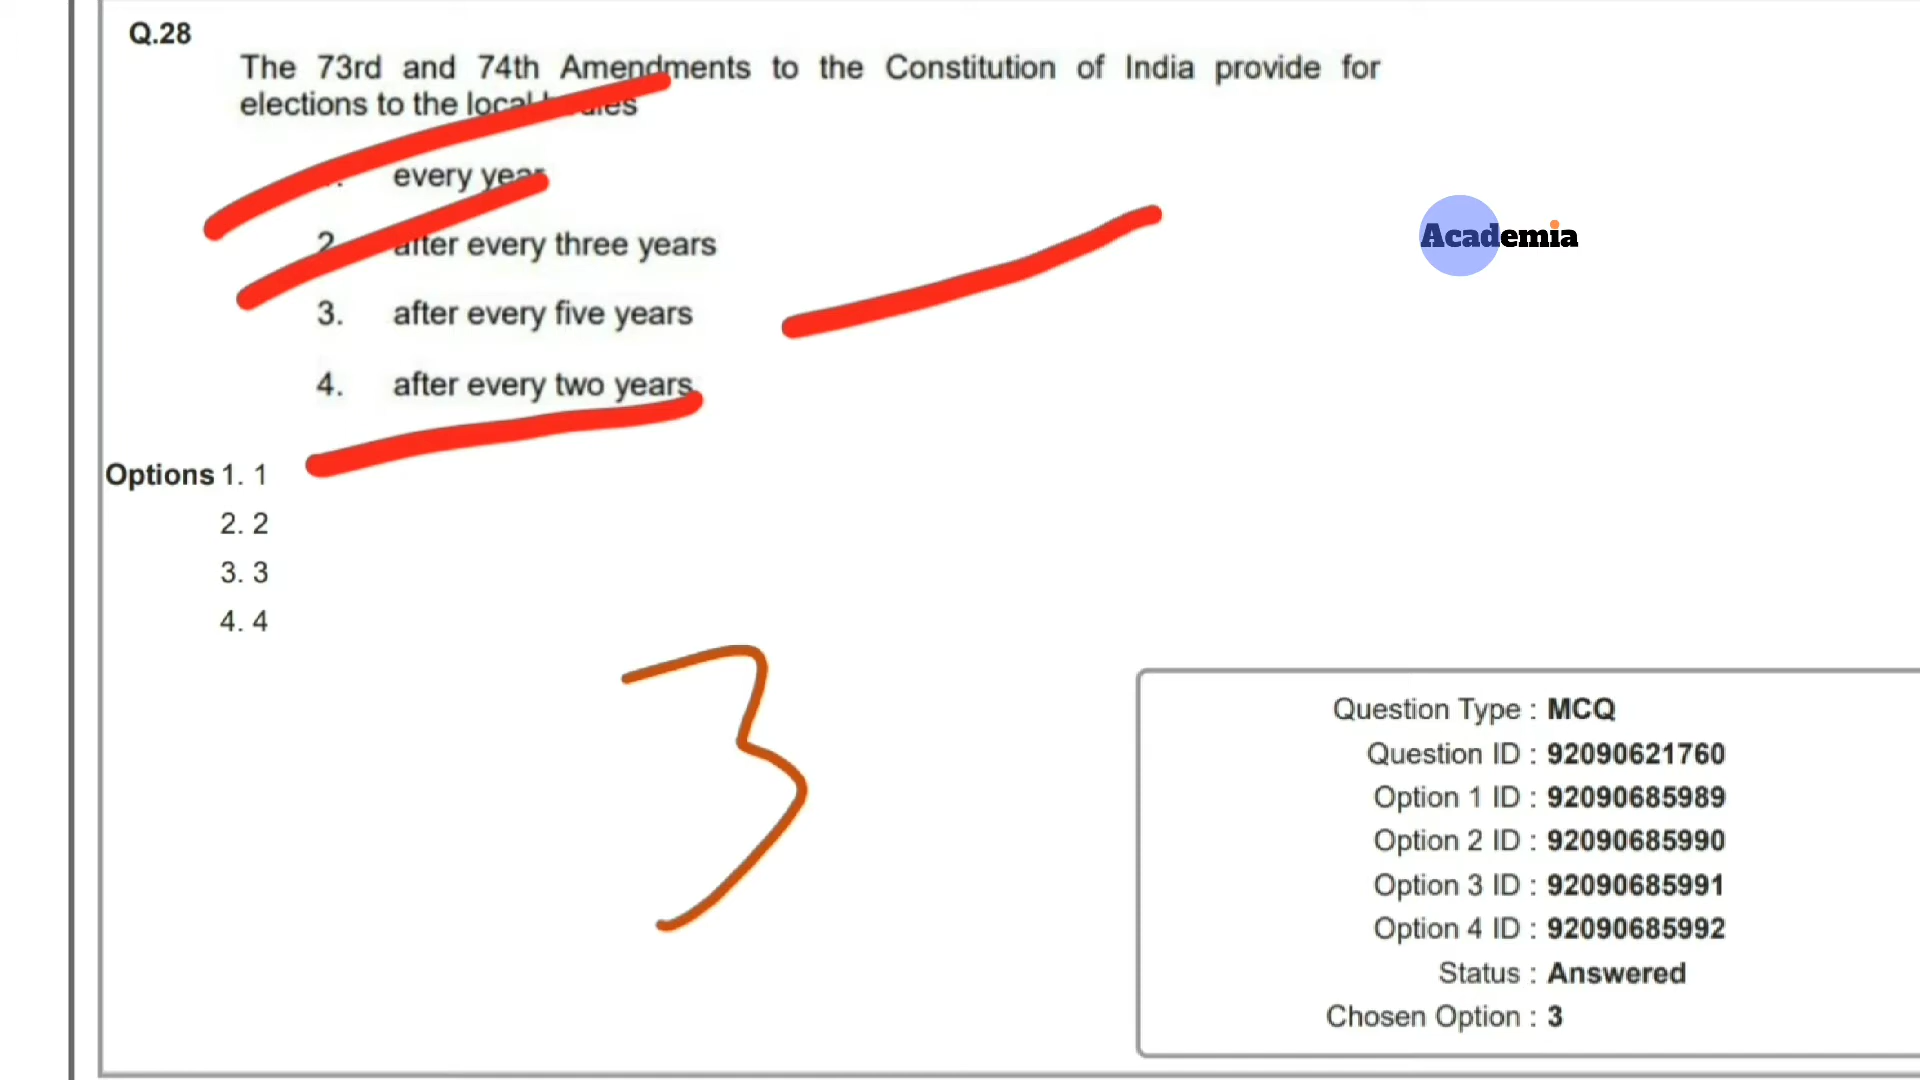 Q.28
The 73rd and 74th Amendments to the Constitution of India provide for
elections to the local bodies
every year
2. after every three years
3. after every five years
4. after every two years
Academia
Options 1. 1
2. 2
3. 3
4. 4
3
Question Type : MCQ
Question ID : 92090621760
Option 1 ID : 92090685989
Option 2 ID : 92090685990
Option 3 ID : 92090685991
Option 4 ID : 92090685992
Status : Answered
Chosen Option : 3